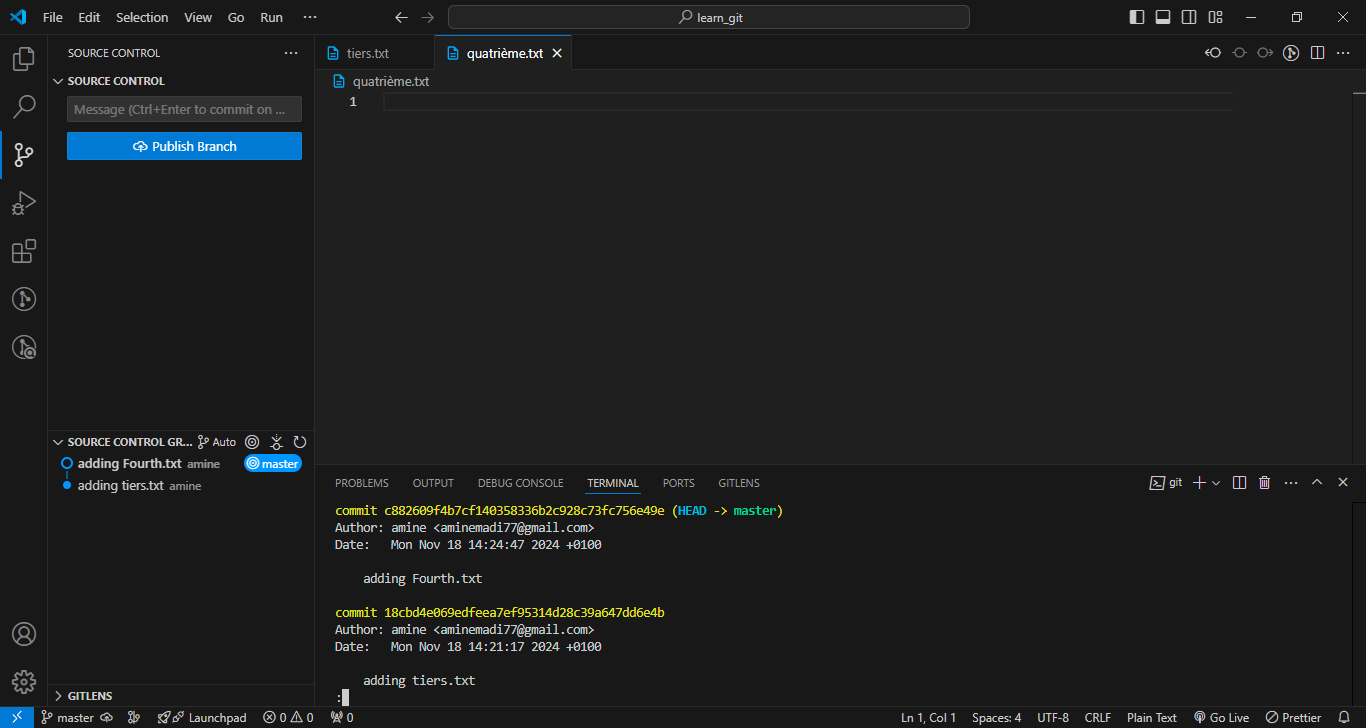 File Edit Selection View Go Run ··· learn_git
SOURCE CONTROL ···
SOURCE CONTROL
Message (Ctrl+Enter to commit on ...
Publish Branch
SOURCE CONTROL GR... Auto
adding Fourth.txt amine master
adding tiers.txt amine
GITLENS
tiers.txt quatrième.txt
quatrième.txt
1
PROBLEMS OUTPUT DEBUG CONSOLE TERMINAL PORTS GITLENS git
commit c882609f4b7cf140358336b2c928c73fc756e49e (HEAD -> master)
Author: amine <aminemadi77@gmail.com>
Date:   Mon Nov 18 14:24:47 2024 +0100
adding Fourth.txt
commit 18cbd4e069edfeea7ef95314d28c39a647dd6e4b
Author: amine <aminemadi77@gmail.com>
Date:   Mon Nov 18 14:21:17 2024 +0100
adding tiers.txt
:
master Launchpad 0 0 0 Ln 1, Col 1 Spaces: 4 UTF-8 CRLF Plain Text Go Live Prettier